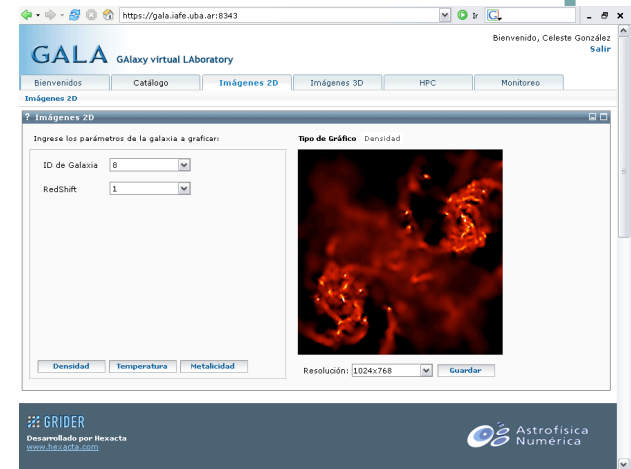 https://gala.iafe.uba.ar:8343
Ir
G
Bienvenido, Celeste González
Salir
GALA GAlaxy virtual LAboratory
Bienvenidos
Catálogo
Imágenes 2D
Imágenes 3D
HPC
Monitoreo
Imágenes 2D
? Imágenes 2D
Ingrese los parámetros de la galaxia a graficar:
ID de Galaxia 8
RedShift 1
Densidad Temperatura Metalicidad
Tipo de Gráfico Densidad
Resolución: 1024x768 Guardar
GRIDER
Desarrollado por Hexacta
www.hexacta.com
Astrofísica
Numérica